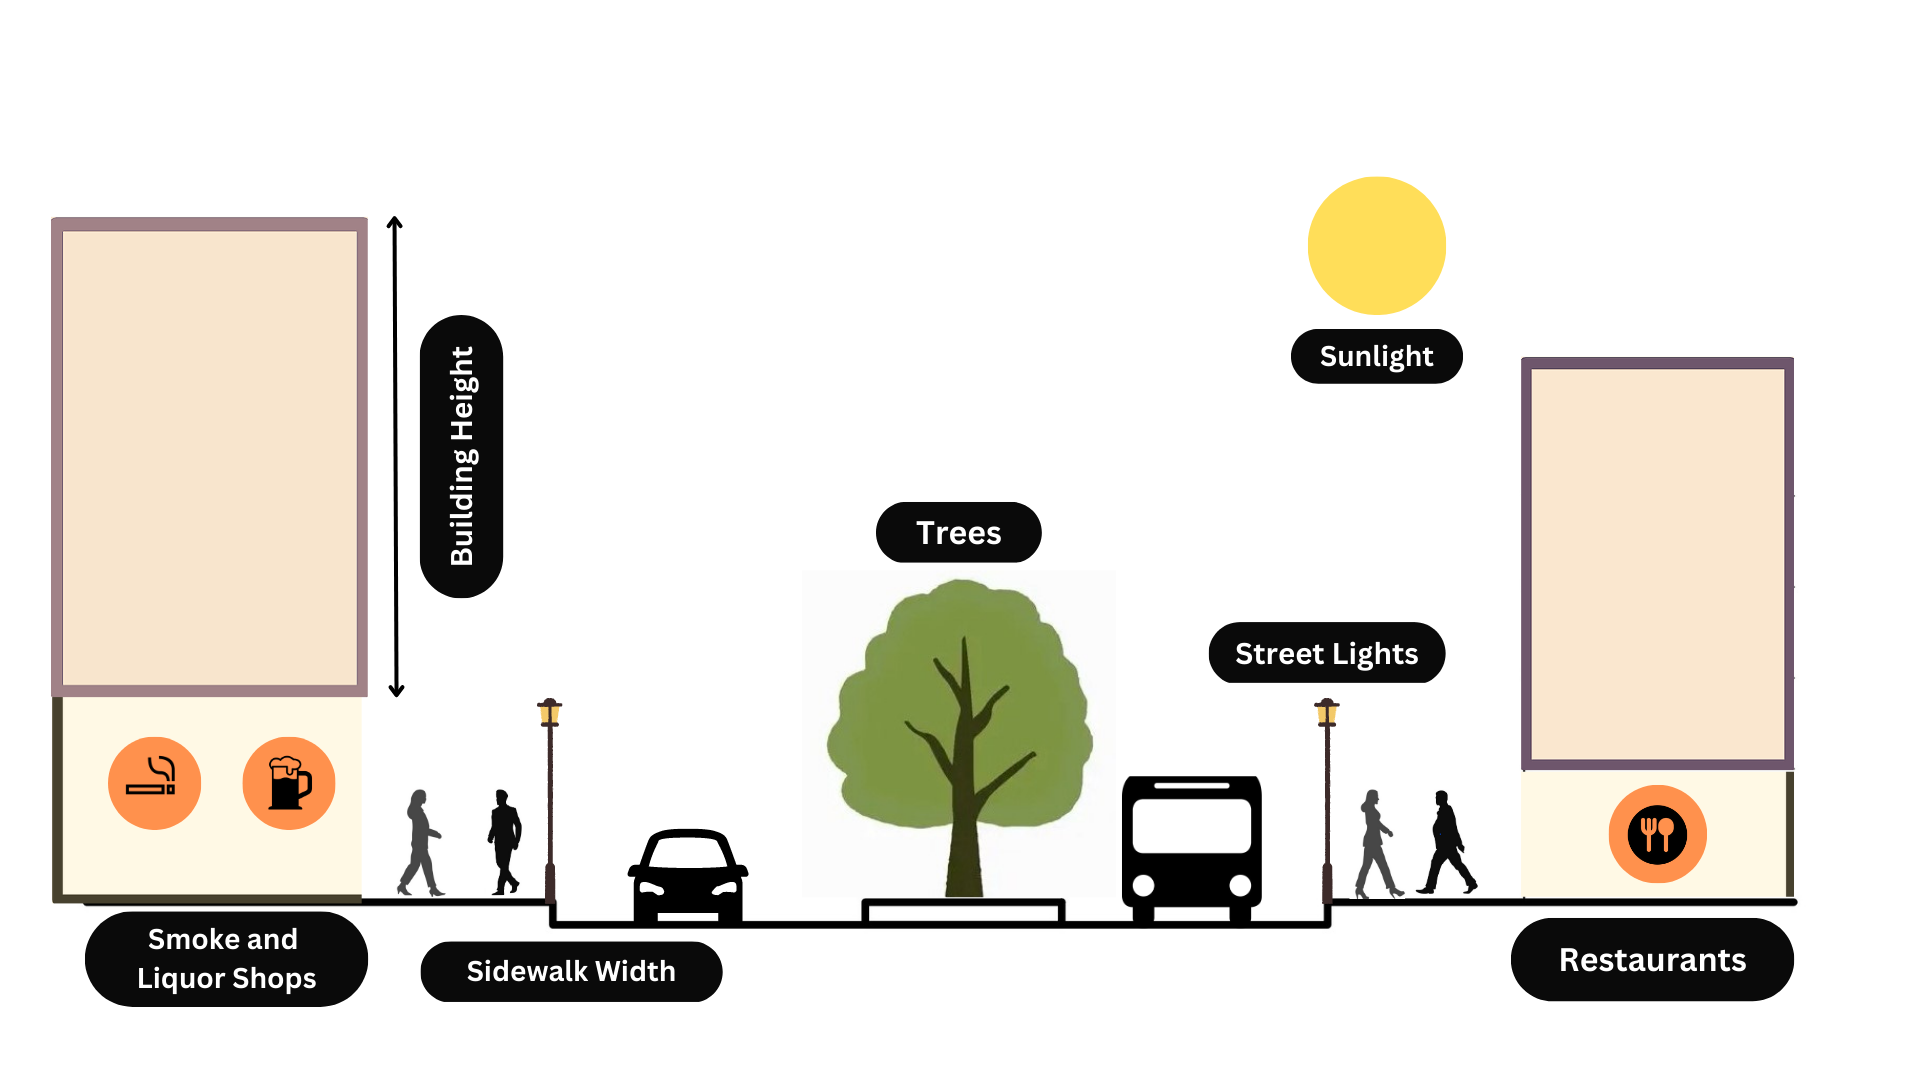 Building Height
Sunlight
Trees
Street Lights
Smoke and
Liquor Shops
Sidewalk Width
Restaurants